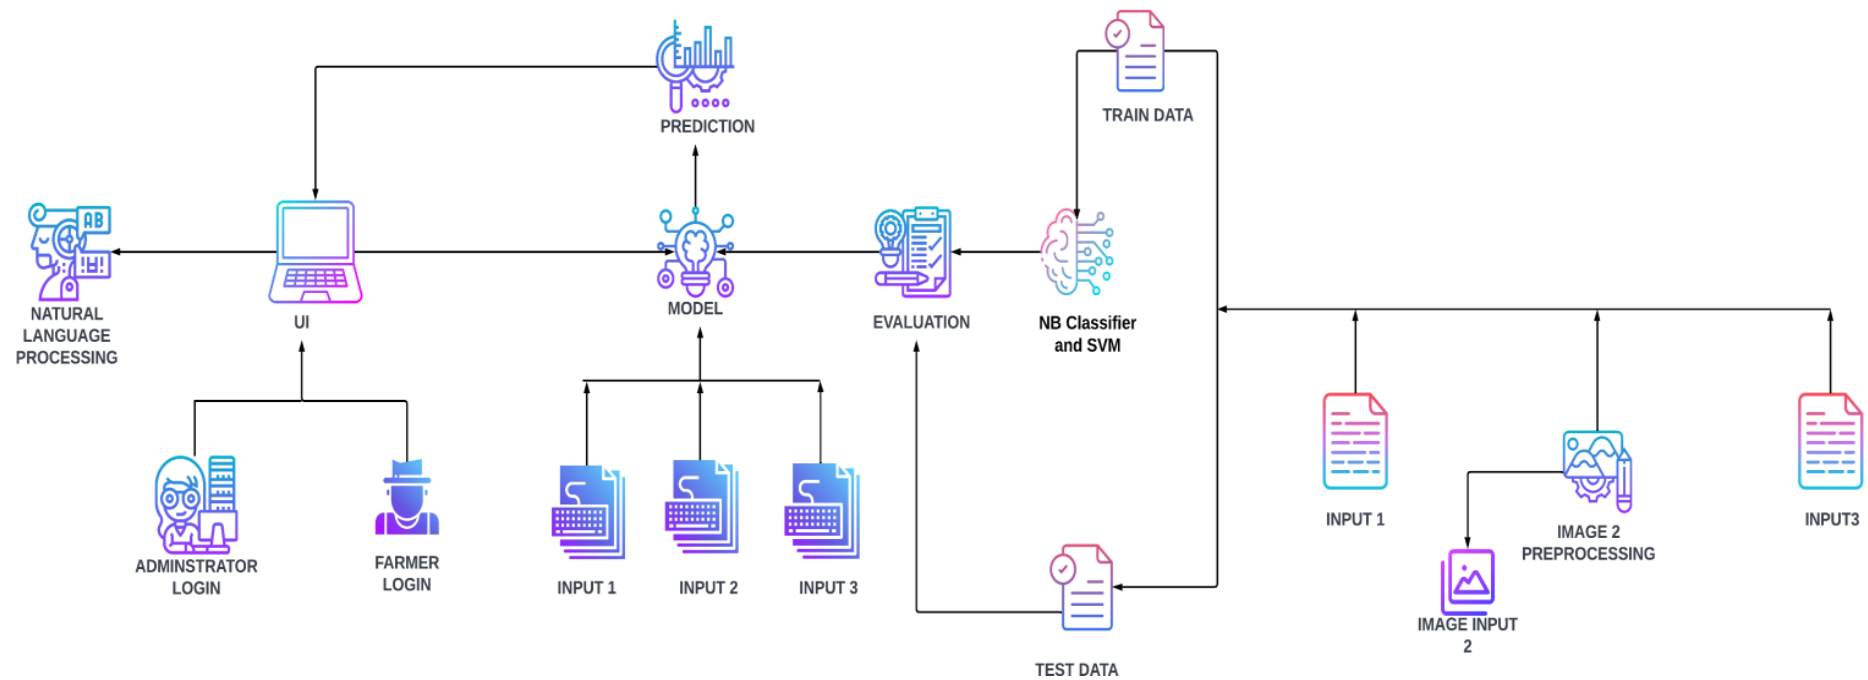 TRAIN DATA
PREDICTION
AB
NATURAL
LANGUAGE
PROCESSING
UI
MODEL
EVALUATION
NB Classifier
and SVM
ADMINSTRATOR
LOGIN
FARMER
LOGIN
INPUT 1
INPUT 2
INPUT 3
INPUT 1
IMAGE 2
PREPROCESSING
INPUT3
IMAGE INPUT
2
TEST DATA